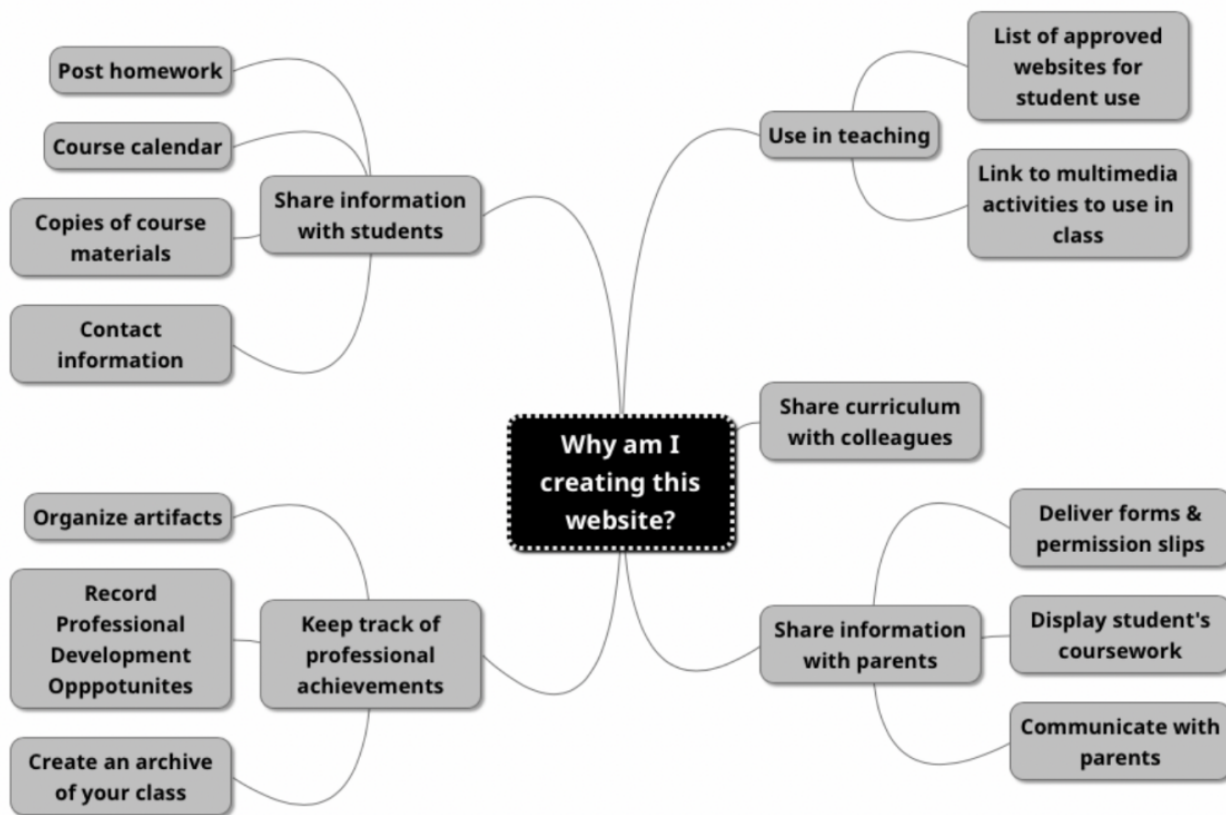 Post homework
Course calendar
Copies of course
materials
Contact
information
Share information
with students
Use in teaching
List of approved
websites for
student use
Link to multimedia
activities to use in
class
Why am I
creating this
website?
Share curriculum
with colleagues
Organize artifacts
Record
Professional
Development
Opppotunites
Create an archive
of your class
Keep track of
professional
achievements
Share information
with parents
Deliver forms &
permission slips
Display student's
coursework
Communicate with
parents